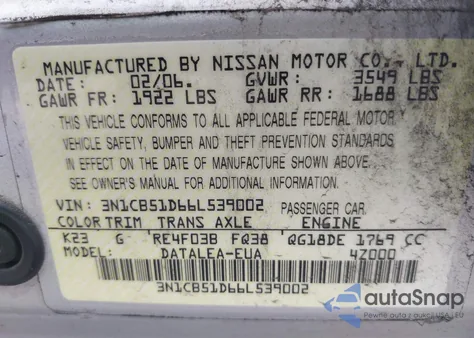 MANUFACTURED BY NISSAN MOTOR CO., LTD.
DATE: 02/06. GVWR: 3549 LBS
GAWR FR: 1922 LBS GAWR RR: 1688 LBS
THIS VEHICLE CONFORMS TO ALL APPLICABLE FEDERAL MOTOR
VEHICLE SAFETY, BUMPER AND THEFT PREVENTION STANDARDS
IN EFFECT ON THE DATE OF MANUFACTURE SHOWN ABOVE.
SEE OWNER'S MANUAL FOR ADDITIONAL INFORMATION.
VIN: 3N1CB51D66L539002 PASSENGER CAR.
COLOR TRIM TRANS AXLE ENGINE
K23 G RE4F03B FQ38 QG18DE 1769 CC
MODEL: DATALEA-EUA 4Z000
3N1CB51D66L539002
autoSnap